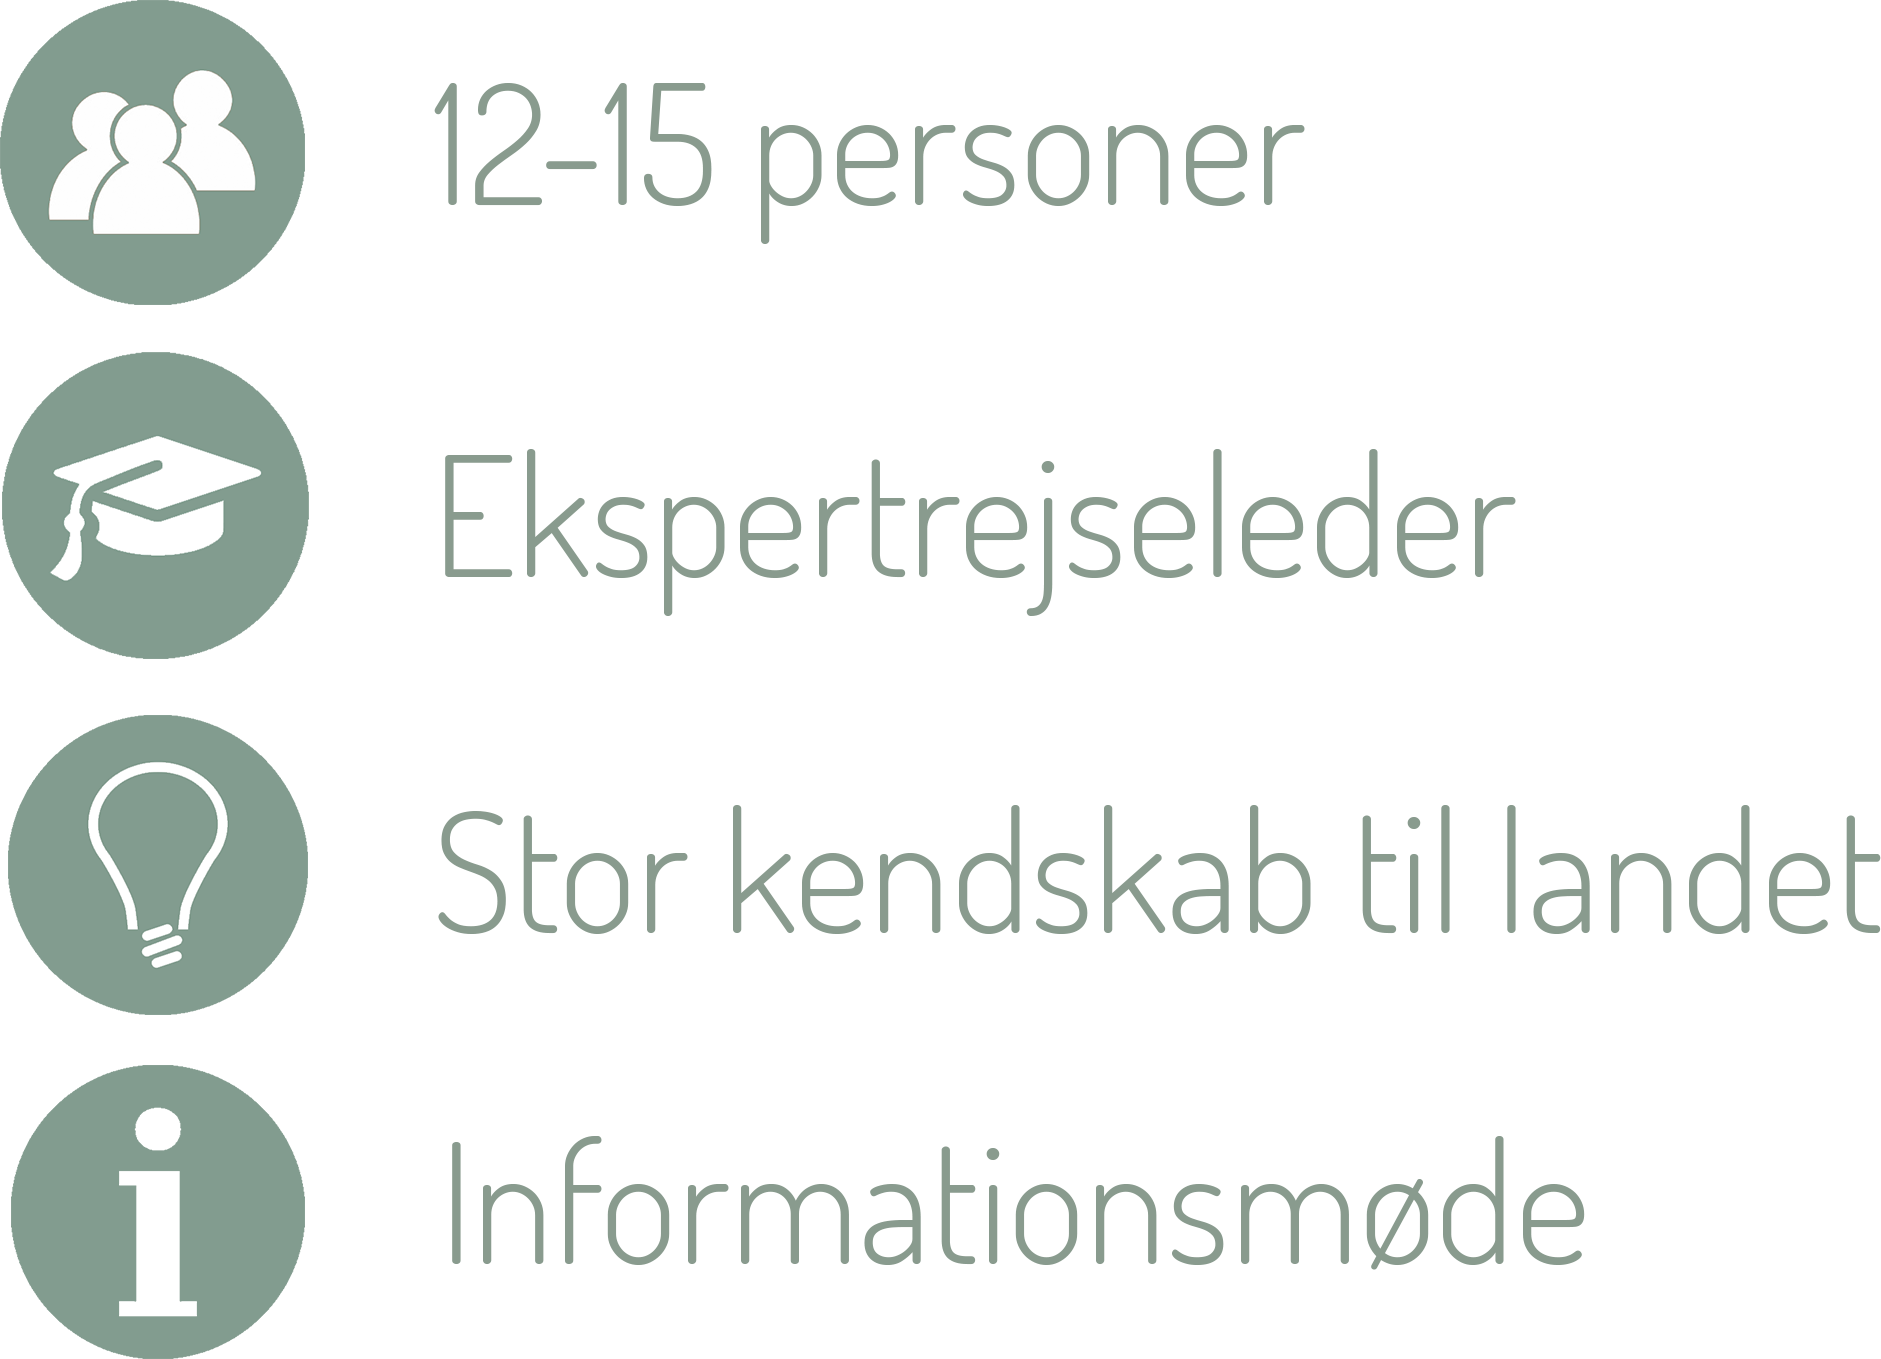 12-15 personer
Ekspertrejseleder
Stor kendskab til landet
Informationsmøde